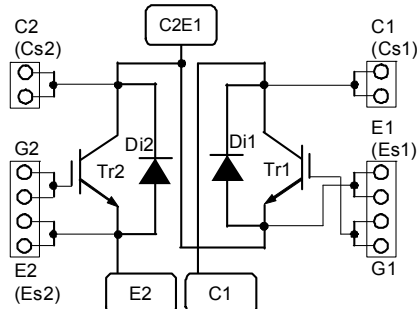 C2
(Cs2)
C2E1
C1
(Cs1)
G2
Tr2
Di2
Di1
Tr1
E1
(Es1)
E2
(Es2)
E2
C1
G1